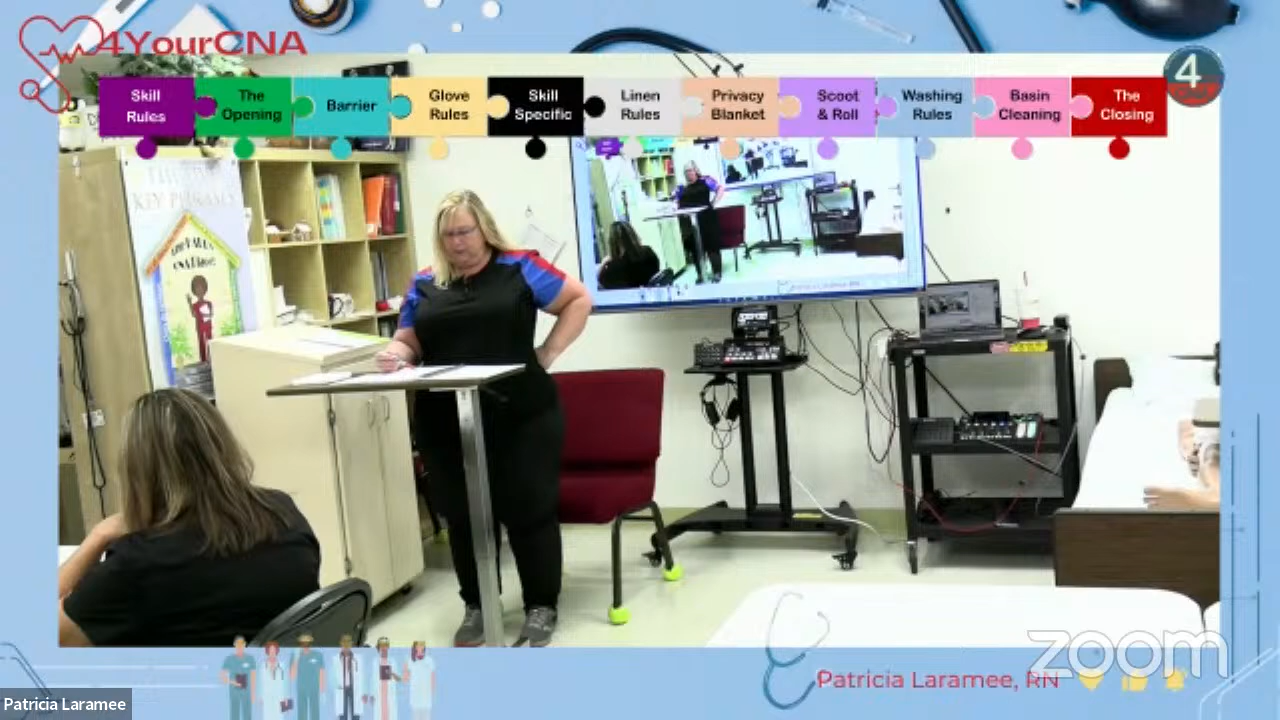 4YourCNA
Skill
Rules
The
Opening
Barrier
Glove
Rules
Skill
Specific
Linen
Rules
Privacy
Blanket
Scoot
& Roll
Washing
Rules
Basin
Cleaning
The
Closing
4
KEY
zoom
Patricia Laramee, RN
Patricia Laramee